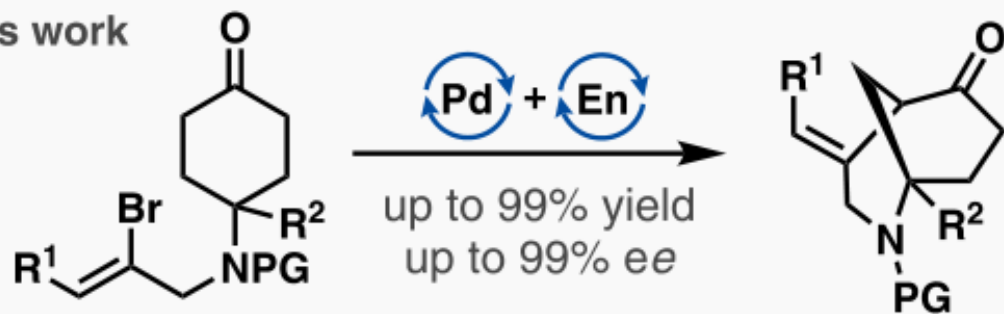 s work
O
Br
R2
R1
NPG
Pd + En
up to 99% yield
up to 99% ee
R1
O
N
R2
PG